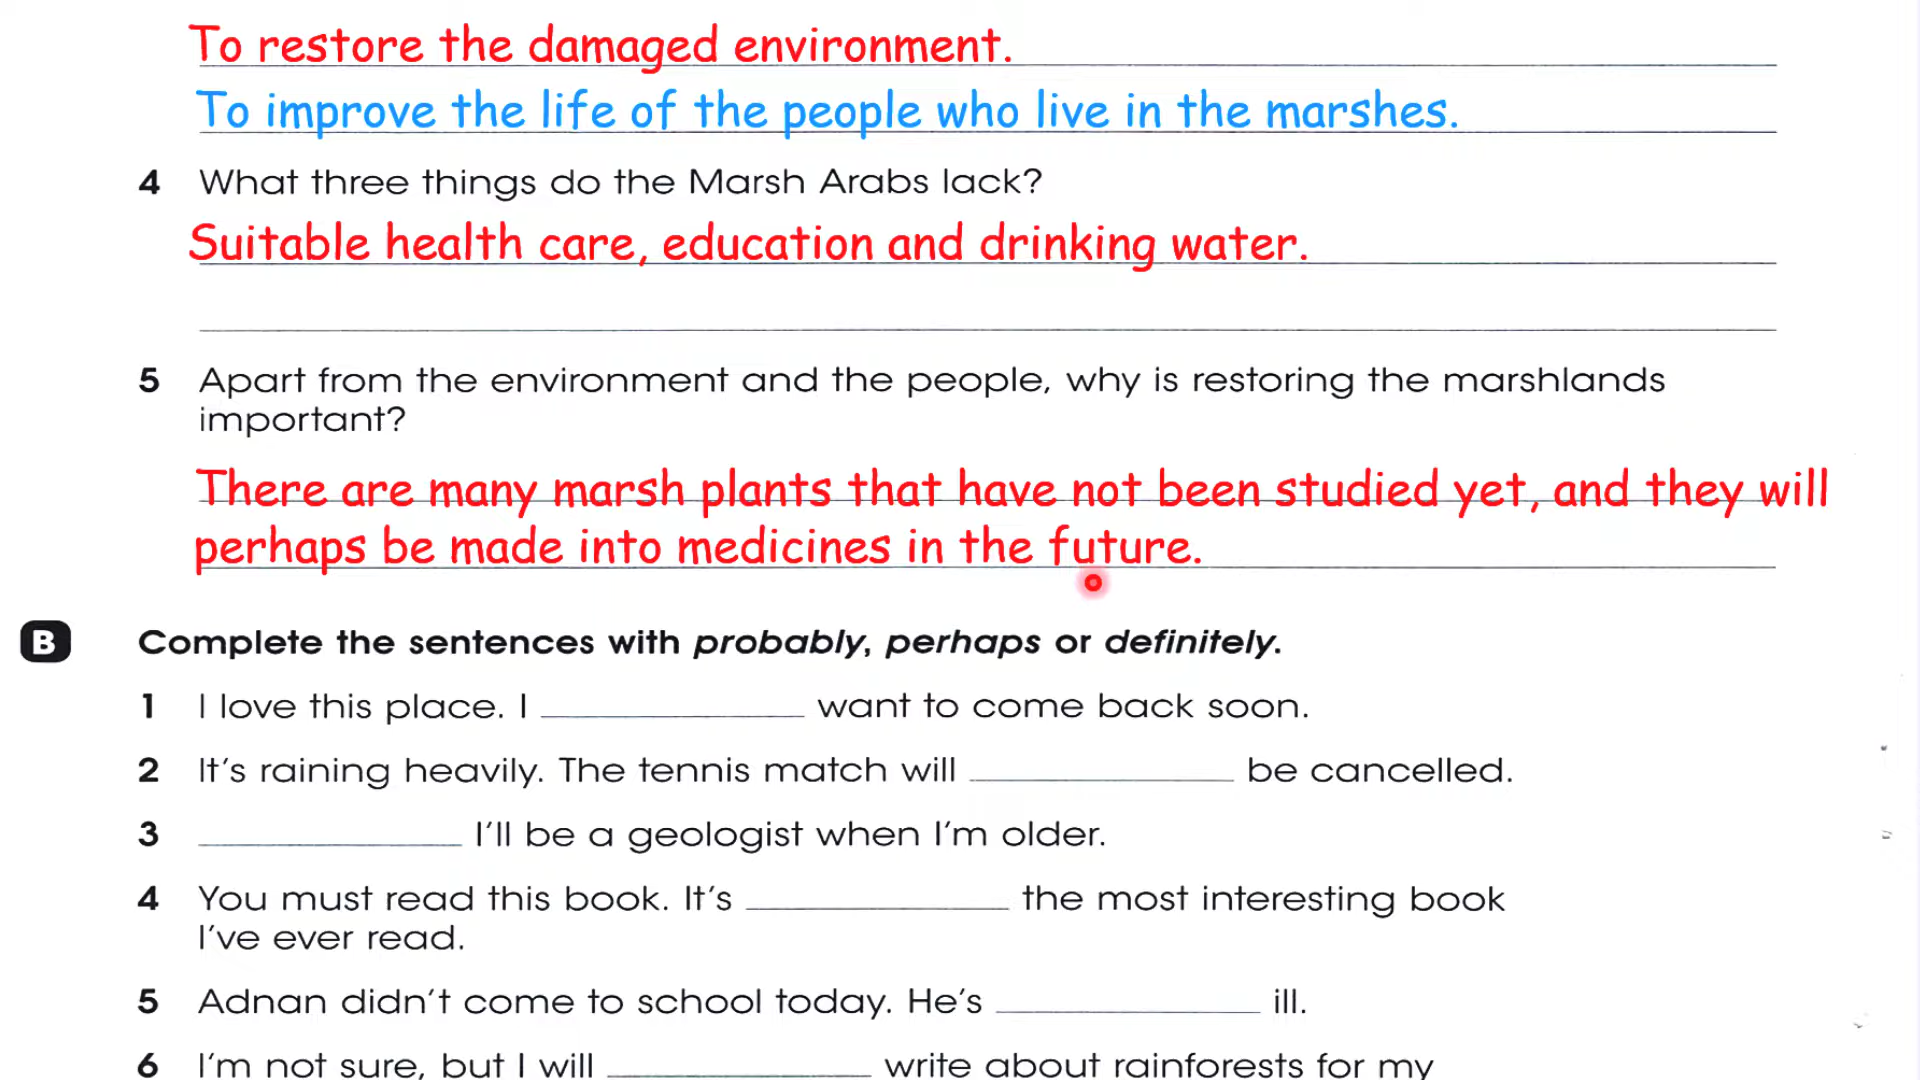 To restore the damaged environment.
To improve the life of the people who live in the marshes.
4 What three things do the Marsh Arabs lack?
Suitable health care, education and drinking water.
5 Apart from the environment and the people, why is restoring the marshlands
important?
There are many marsh plants that have not been studied yet, and they will
perhaps be made into medicines in the future.
B Complete the sentences with probably, perhaps or definitely.
1 I love this place. I ____________ want to come back soon.
2 It's raining heavily. The tennis match will ____________ be cancelled.
3 ____________ I'll be a geologist when I'm older.
4 You must read this book. It's ____________ the most interesting book
I've ever read.
5 Adnan didn't come to school today. He's ____________ ill.
6 I'm not sure, but I will ____________ write about rainforests for my